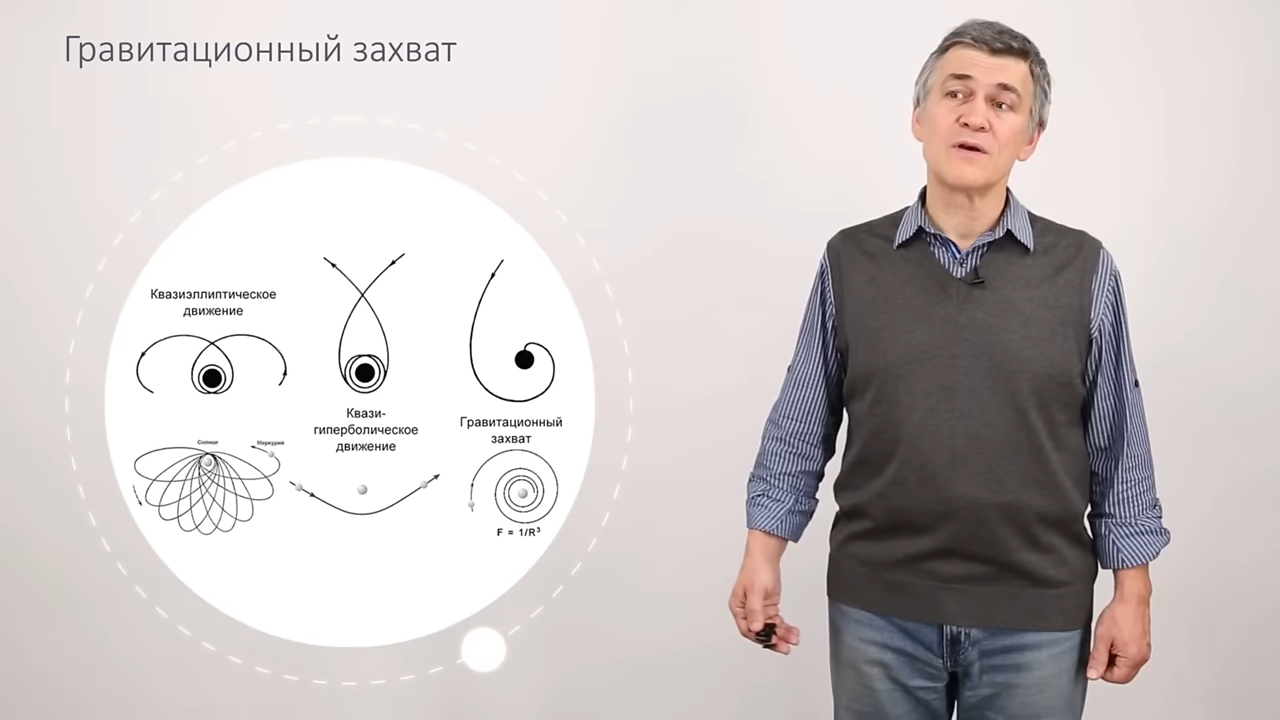 Гравитационный захват
Квазиэллиптическое
движение
Квази-
гиперболическое
движение
Гравитационный
захват
Солнце
Меркурий
F = 1/R³